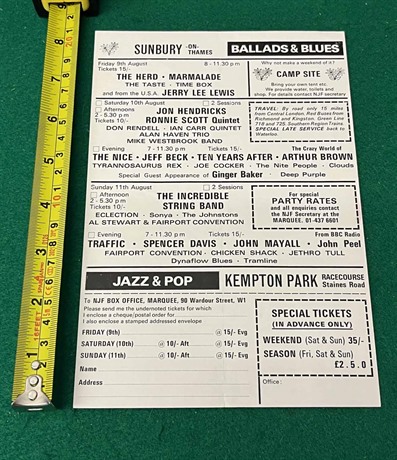 SUNBURY -ON-THAMES
BALLADS & BLUES
Friday 9th August 8 - 11.30 p m
Tickets 15/-
THE HERD · MARMALADE
THE TASTE · TIME BOX
and from the U.S.A. JERRY LEE LEWIS
Why not make a weekend of it?
CAMP SITE
Bring your own tent etc.
We provide water, toilets and
shop. For details contact NJF secretary
Saturday 10th August 2 Sessions
Afternoons
2 - 5.30 pm
Tickets 10/-
JON HENDRICKS
RONNIE SCOTT Quintet
DON RENDELL · IAN CARR QUINTET
ALAN HAVEN TRIO
MIKE WESTBROOK BAND
TRAVEL: By road only 15 miles
from Central London. Red Buses from
Richmond and Kingston. Green Line
718 and 725. Southern Region Trains.
SPECIAL LATE SERVICE back to
Waterloo.
Evening 7 - 11.30 p m Tickets 15/- The Crazy World of
THE NICE · JEFF BECK · TEN YEARS AFTER · ARTHUR BROWN
TYRANNOSAURUS REX · JOE COCKER · The Nite People · Clouds
Special Guest Appearance of Ginger Baker · Deep Purple
Sunday 11th August 2 Sessions
Afternoon
2 - 5.30 pm
Tickets 10/-
THE INCREDIBLE
STRING BAND
ECLECTION · Sonya · The Johnstons
AL STEWART & FAIRPORT CONVENTION
For special
PARTY RATES
and all enquiries contact
the NJF Secretary at the
MARQUEE. 01-437 6601
Evening 7 - 11.30 p m Tickets 15/- From BBC Radio
TRAFFIC · SPENCER DAVIS · JOHN MAYALL · John Peel
FAIRPORT CONVENTION · CHICKEN SHACK · JETHRO TULL
Dynaflow Blues · Tramline
JAZZ & POP
KEMPTON PARK RACECOURSE
Staines Road
To NJF BOX OFFICE, MARQUEE, 90 Wardour Street, W1
Please send me the undernoted tickets for which
I enclose a cheque/postal order for
I also enclose a stamped addressed envelope
FRIDAY (9th) @ 15/- Evg
SATURDAY (10th) @ 10/- Aft @ 15/- Evg
SUNDAY (11th) @ 10/- Aft @ 15/- Evg
Name
Address
SPECIAL TICKETS
(IN ADVANCE ONLY)
WEEKEND (Sat & Sun) 35/-
SEASON (Fri, Sat & Sun)
£2.5.0
Office: